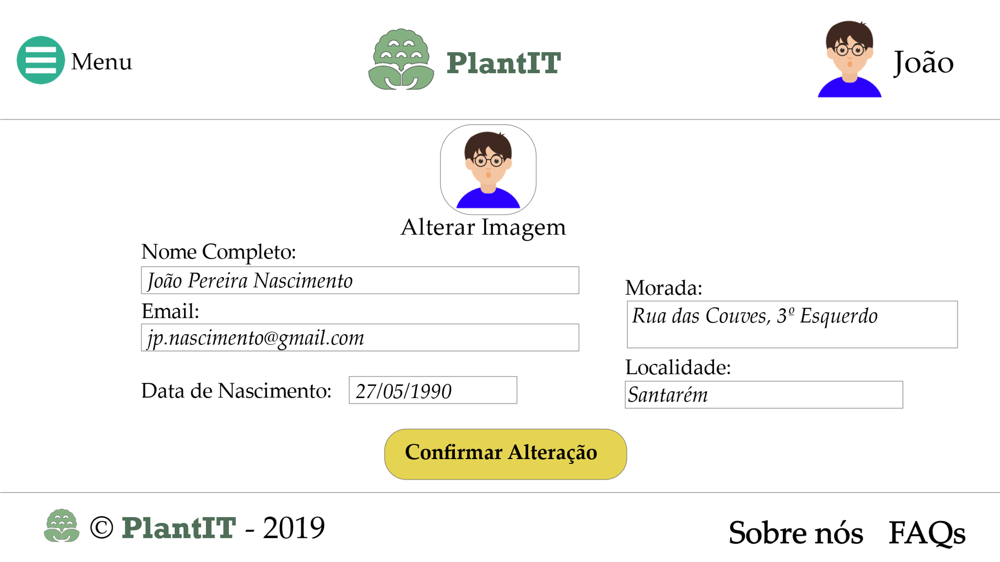 Menu
PlantIT
João
Alterar Imagem
Nome Completo:
João Pereira Nascimento
Email:
jp.nascimento@gmail.com
Data de Nascimento:
27/05/1990
Morada:
Rua das Couves, 3º Esquerdo
Localidade:
Santarém
Confirmar Alteração
© PlantIT - 2019
Sobre nós
FAQs